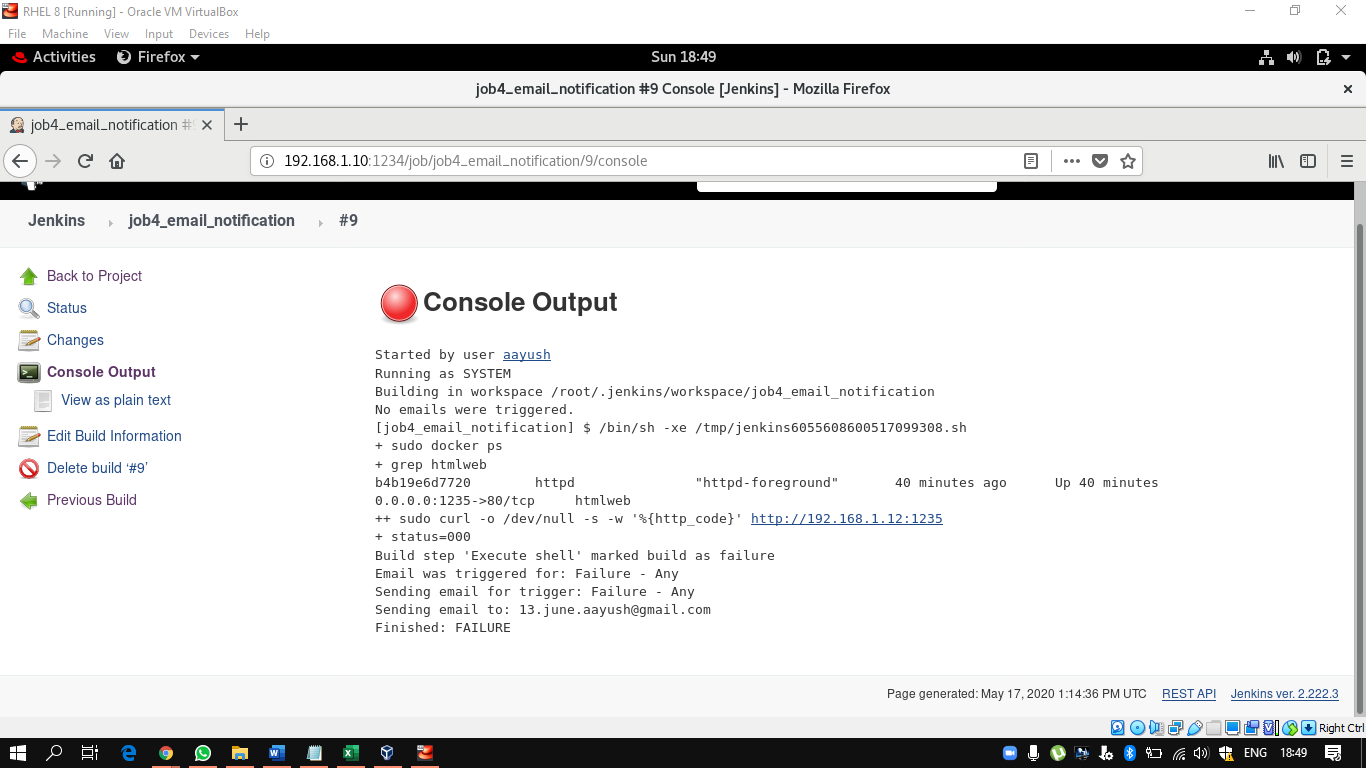 RHEL 8 [Running] - Oracle VM VirtualBox
File Machine View Input Devices Help
Activities Firefox Sun 18:49
job4_email_notification #9 Console [Jenkins] - Mozilla Firefox
job4_email_notification #
192.168.1.10:1234/job/job4_email_notification/9/console
Jenkins job4_email_notification #9
Back to Project
Status
Changes
Console Output
View as plain text
Edit Build Information
Delete build ‘#9’
Previous Build
Console Output
Started by user aayush
Running as SYSTEM
Building in workspace /root/.jenkins/workspace/job4_email_notification
No emails were triggered.
[job4_email_notification] $ /bin/sh -xe /tmp/jenkins6055608600517099308.sh
+ sudo docker ps
+ grep htmlweb
b4b19e6d7720 httpd "httpd-foreground" 40 minutes ago Up 40 minutes
0.0.0.0:1235->80/tcp htmlweb
++ sudo curl -o /dev/null -s -w '%{http_code}' http://192.168.1.12:1235
+ status=000
Build step 'Execute shell' marked build as failure
Email was triggered for: Failure - Any
Sending email for trigger: Failure - Any
Sending email to: 13.june.aayush@gmail.com
Finished: FAILURE
Page generated: May 17, 2020 1:14:36 PM UTC REST API Jenkins ver. 2.222.3
Right Ctrl
ENG 18:49